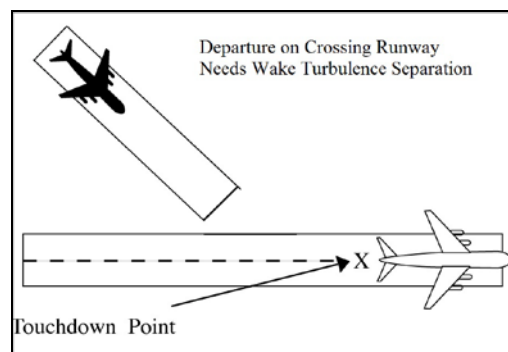 Departure on Crossing Runway
Needs Wake Turbulence Separation
X
Touchdown Point